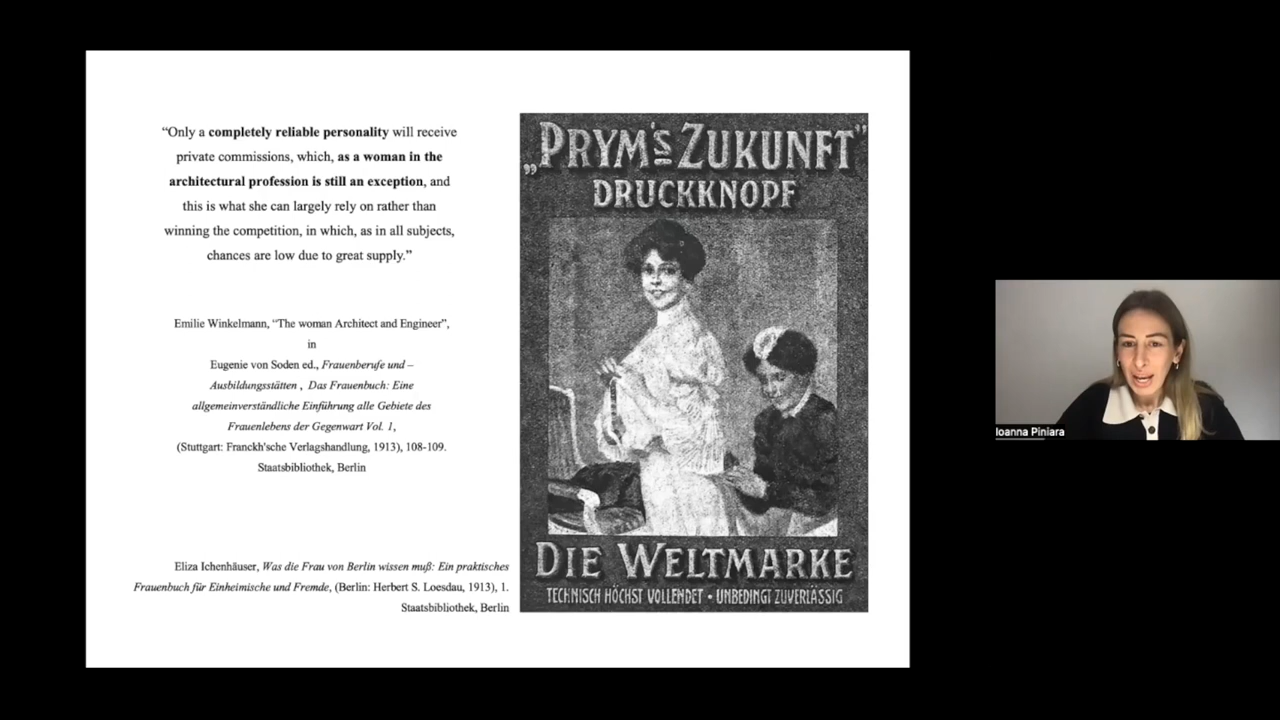 “Only a completely reliable personality will receive
private commissions, which, as a woman in the
architectural profession is still an exception, and
this is what she can largely rely on rather than
winning the competition, in which, as in all subjects,
chances are low due to great supply.”
Emilie Winkelmann, “The woman Architect and Engineer”,
in
Eugenie von Soden ed., Frauenberufe und –
Ausbildungsstätten , Das Frauenbuch: Eine
allgemeinverständliche Einführung alle Gebiete des
Frauenlebens der Gegenwart Vol. 1,
(Stuttgart: Franckh'sche Verlagshandlung, 1913), 108-109.
Staatsbibliothek, Berlin
Eliza Ichenhäuser, Was die Frau von Berlin wissen muß: Ein praktisches
Frauenbuch für Einheimische und Fremde, (Berlin: Herbert S. Loesdau, 1913), 1.
Staatsbibliothek, Berlin
„PRYM'S ZUKUNFT”
DRUCKKNOPF
DIE WELTMARKE
TECHNISCH HÖCHST VOLLENDET • UNBEDINGT ZUVERLÄSSIG
Ioanna Piniara